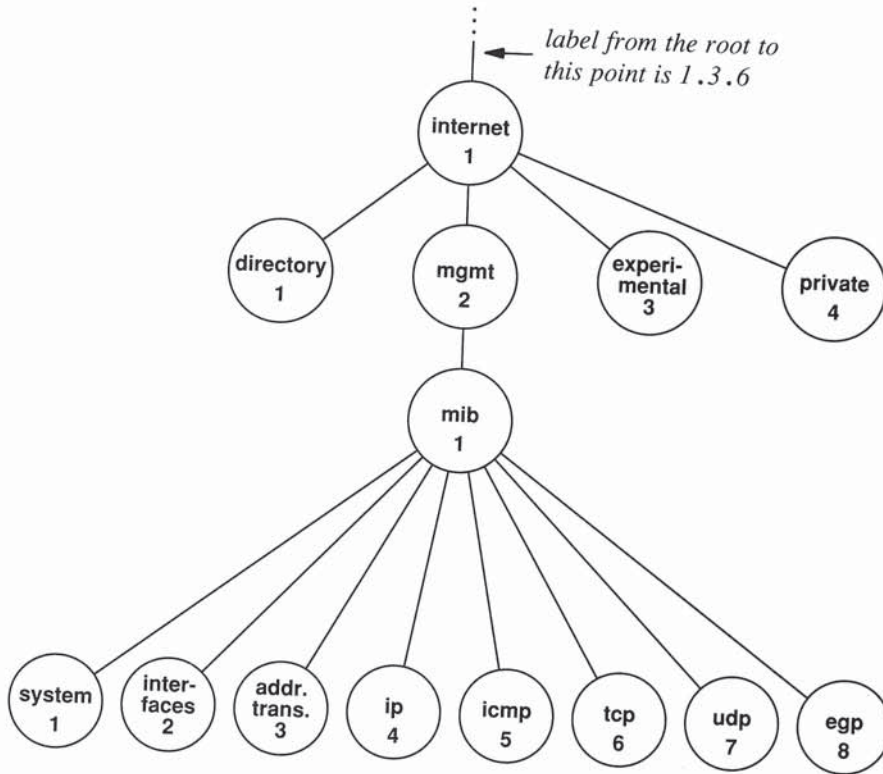 label from the root to
this point is 1.3.6
internet
1
directory
1
mgmt
2
experi-
mental
3
private
4
mib
1
system
1
inter-
faces
2
addr.
trans.
3
ip
4
icmp
5
tcp
6
udp
7
egp
8